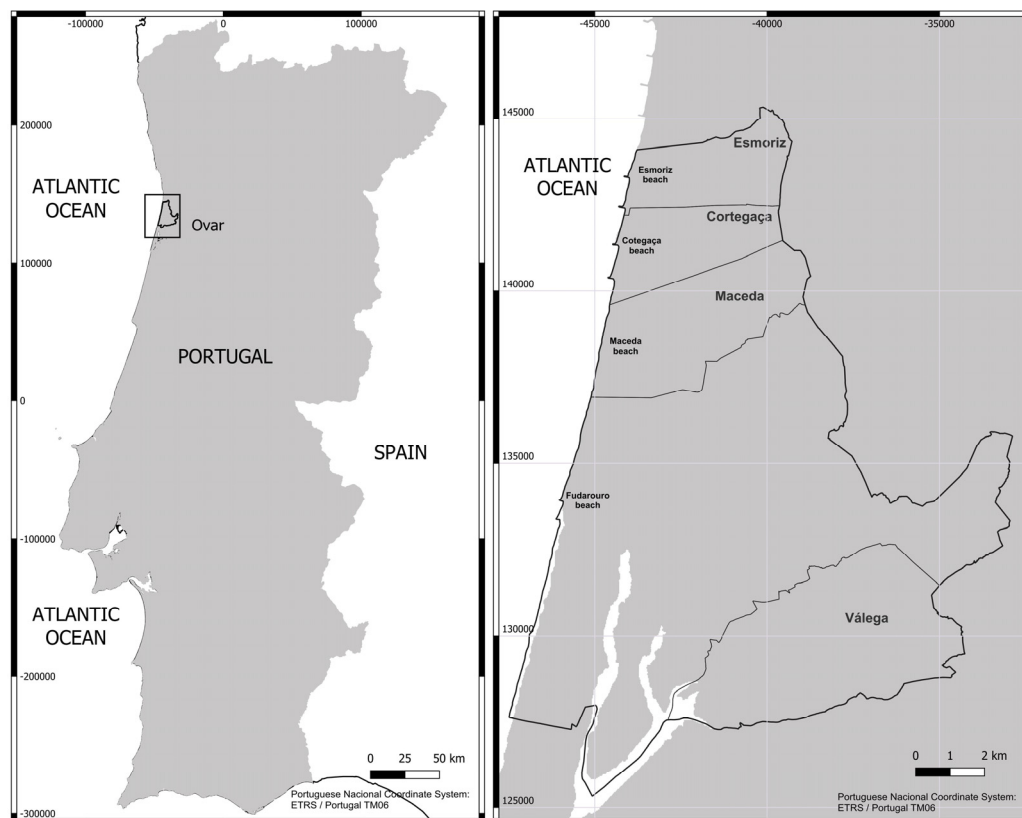 -100000
0
100000
200000
100000
0
-100000
-200000
-300000
ATLANTIC
OCEAN
Ovar
PORTUGAL
SPAIN
ATLANTIC
OCEAN
0 25 50 km
Portuguese Nacional Coordinate System:
ETRS / Portugal TM06
-45000
-40000
-35000
145000
140000
135000
130000
125000
ATLANTIC
OCEAN
Esmoriz
Esmoriz
beach
Cortegaça
Cotegaça
beach
Maceda
Maceda
beach
Fudarouro
beach
Válega
0 1 2 km
Portuguese Nacional Coordinate System:
ETRS / Portugal TM06